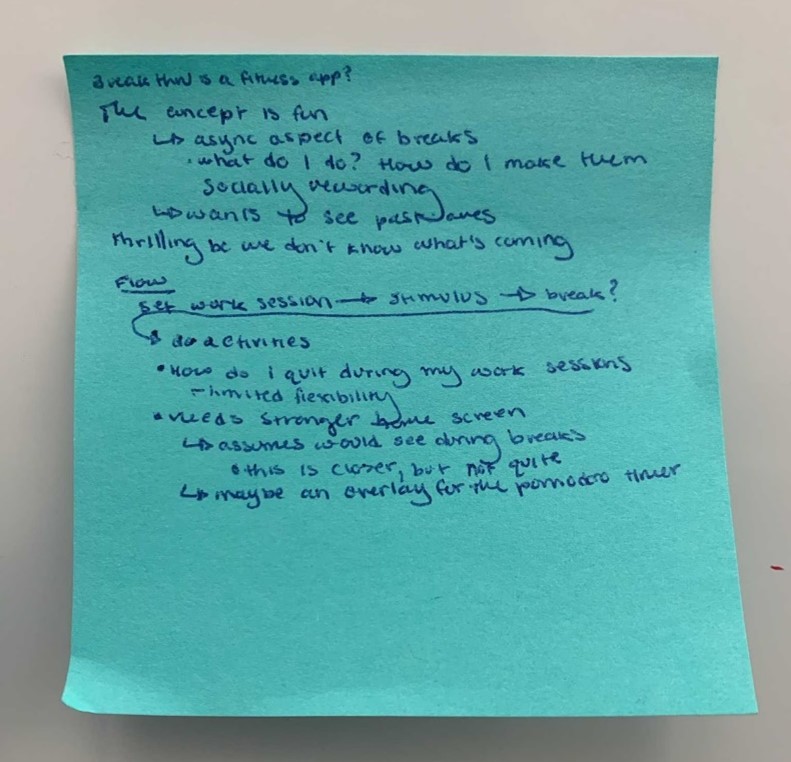 Break thru is a fitness app?
The concept is fun
↳ async aspect of breaks
· what do I do? How do I make them
socially rewarding
↳ wants to see past
thrilling bc we don't know what's coming
Flow
set work session → stimulus → break?
↳ do activities
• How do I quit during my work sessions
- limited flexibility
• needs stronger home screen
↳ assumes would see during breaks
• this is closer, but not quite
↳ maybe an overlay for the pomodoro timer